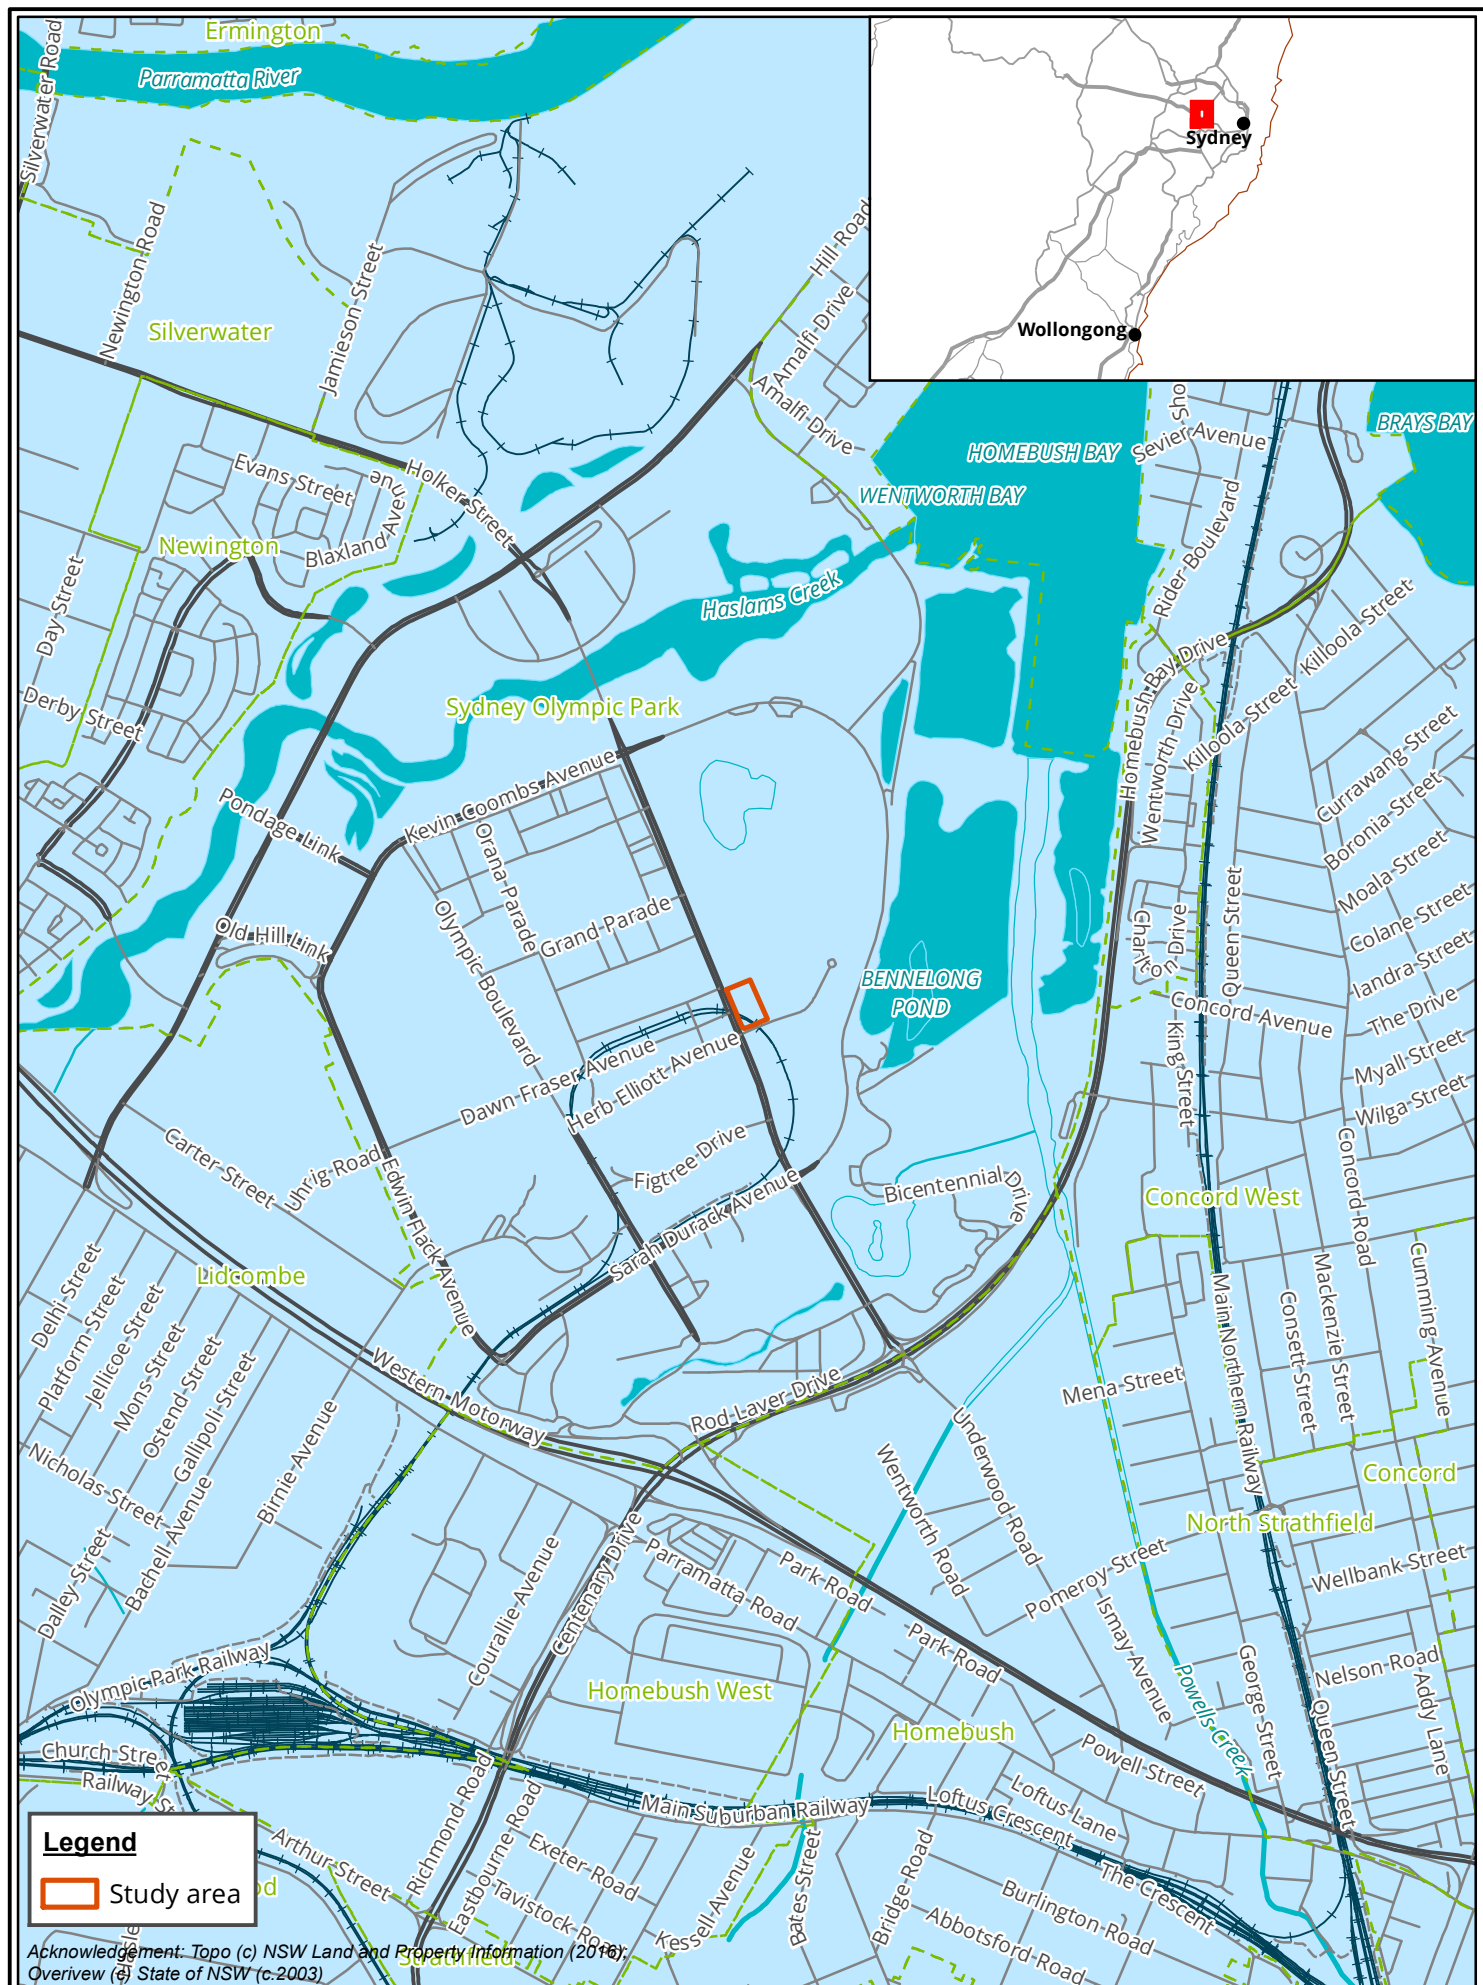 Ermington
Parramatta River
Silverwater Road
Newington Road
Silverwater
Jamieson Street
Hill Road
Amalfi Drive
Amalfi Drive
Sydney
Wollongong
HOMEBUSH BAY
WENTWORTH BAY
BRAYS BAY
Sevier Avenue
Rider Boulevard
Evans Street
Blaxland Avenue
Holker Street
Newington
Day Street
Derby Street
Haslams Creek
Sydney Olympic Park
Homebush Bay Drive
Wentworth Drive
Killoola Street
Killoola Street
Currawang Street
Boronia Street
Moala Street
Colane Street
Iandra Street
The Drive
Myall Street
Wilga Street
Pondage Link
Kevin Coombs Avenue
Orana Parade
Grand Parade
Olympic Boulevard
Old Hill Link
BENNELONG
POND
Charlton Drive
Queen Street
Concord Avenue
King Street
Concord Road
Dawn Fraser Avenue
Herb Elliott Avenue
Figtree Drive
Sarah Durack Avenue
Bicentennial Drive
Carter Street
Uhrig Road
Edwin Flack Avenue
Concord West
Lidcombe
Delhi Street
Platform Street
Jellicoe Street
Mons Street
Ostend Street
Gallipoli Street
Nicholas Street
Bachell Avenue
Birnie Avenue
Dalley Street
Western Motorway
Rod Laver Drive
Main Northern Railway
Mackenzie Street
Consett Street
Cumming Avenue
Mena Street
Underwood Road
Wentworth Road
Concord
North Strathfield
Wellbank Street
Pomeroy Street
Ismay Avenue
Courallie Avenue
Centenary Drive
Parramatta Road
Park Road
Park Road
Powells Creek
George Street
Nelson Road
Addy Lane
Queen Street
Olympic Park Railway
Homebush West
Homebush
Powell Street
Church Street
Railway St
Main Suburban Railway
Loftus Crescent
Loftus Lane
The Crescent
Richmond Road
Eastbourne Road
Exeter Road
Tavistock Road
Arthur Street
Kessell Avenue
Bates Street
Bridge Road
Burlington Road
Abbotsford Road
Strathfield
Legend
Study area
Acknowledgement: Topo (c) NSW Land and Property Information (2016);
Overivew (c) State of NSW (c.2003)